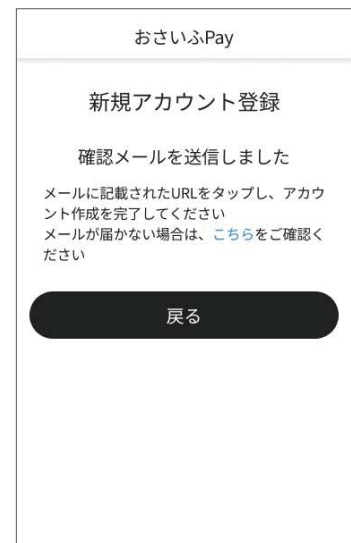 おさいふPay
新規アカウント登録
確認メールを送信しました
メールに記載されたURLをタップし、アカウ
ント作成を完了してください
メールが届かない場合は、こちらをご確認く
ださい
戻る